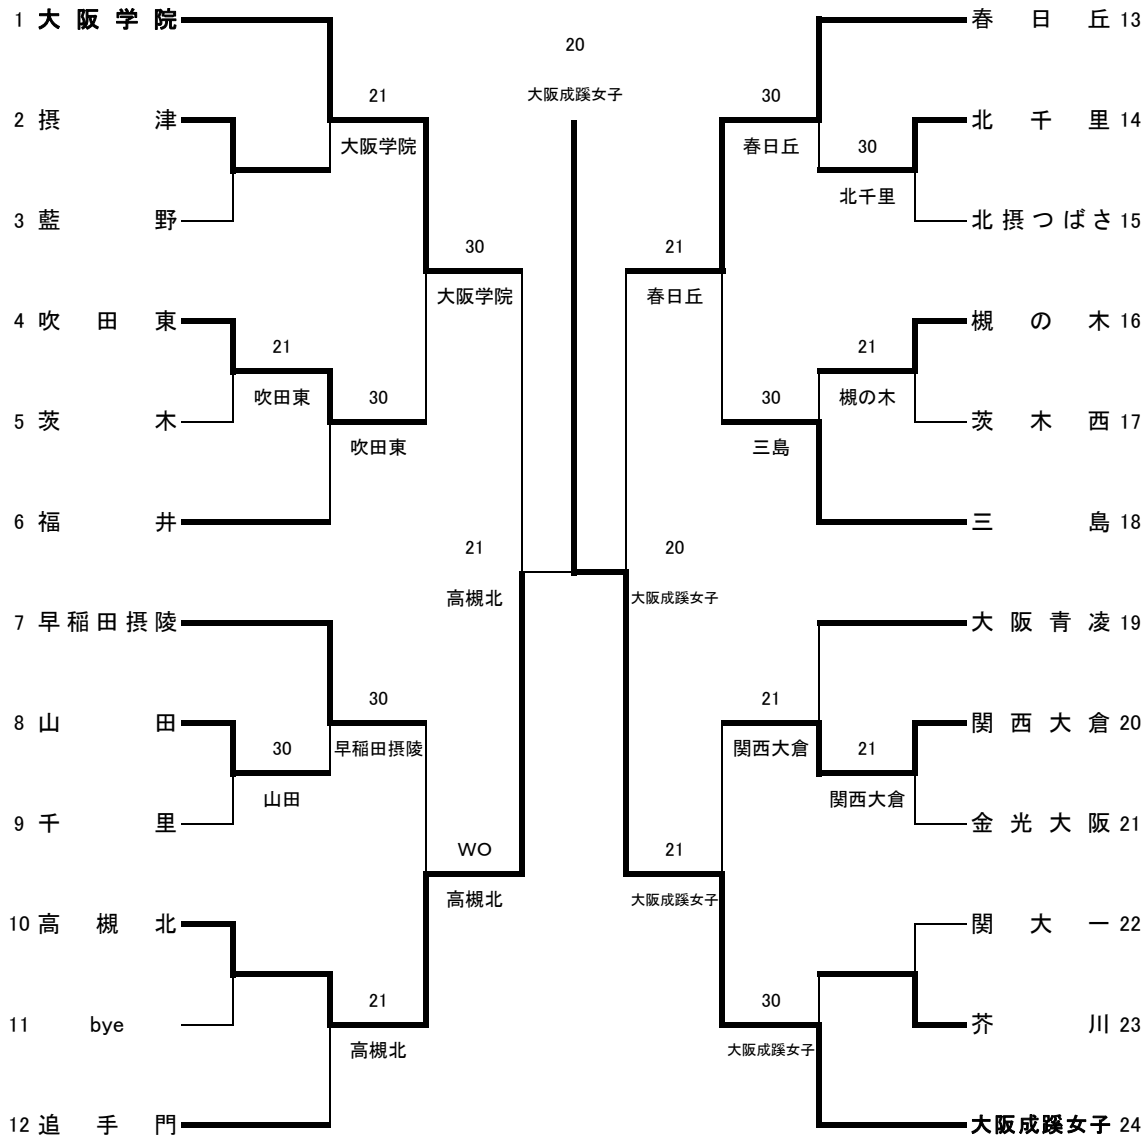 1 大阪学院
春日丘 13
20
大阪成蹊女子
21
30
2 摂津
北千里 14
大阪学院
春日丘
30
北千里
3 藍野
北摂つばさ 15
30
21
大阪学院
春日丘
4 吹田東
槻の木 16
21
21
吹田東
30
30
槻の木
5 茨木
茨木西 17
吹田東
三島
6 福井
三島 18
21
20
高槻北
大阪成蹊女子
7 早稲田摂陵
大阪青凌 19
30
21
8 山田
関西大倉 20
30
早稲田摂陵
関西大倉
21
山田
関西大倉
9 千里
金光大阪 21
WO
21
高槻北
大阪成蹊女子
10 高槻北
関大一 22
21
30
11 bye
芥川 23
高槻北
大阪成蹊女子
12 追手門
大阪成蹊女子 24